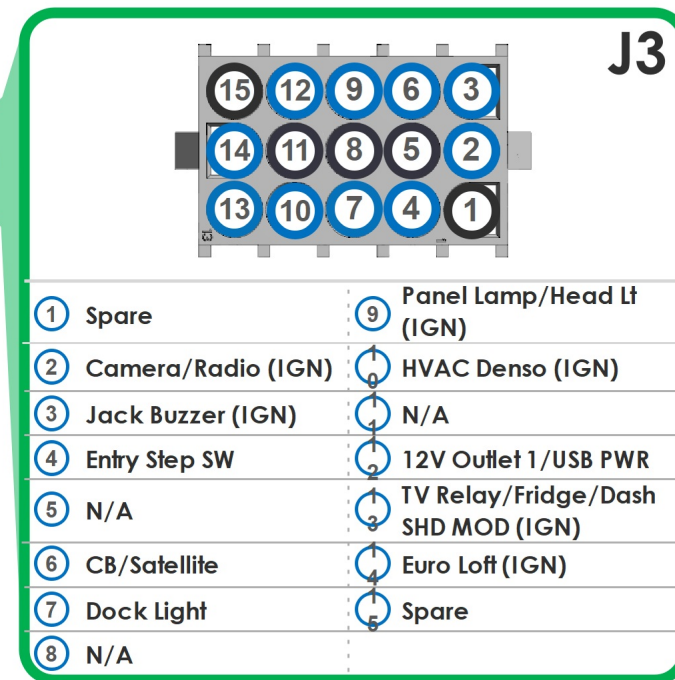 J3
15 12 9 6 3
14 11 8 5 2
13 10 7 4 1
1 Spare
2 Camera/Radio (IGN)
3 Jack Buzzer (IGN)
4 Entry Step SW
5 N/A
6 CB/Satellite
7 Dock Light
8 N/A
9 Panel Lamp/Head Lt
(IGN)
10 HVAC Denso (IGN)
11 N/A
12 12V Outlet 1/USB PWR
13 TV Relay/Fridge/Dash
SHD MOD (IGN)
14 Euro Loft (IGN)
15 Spare